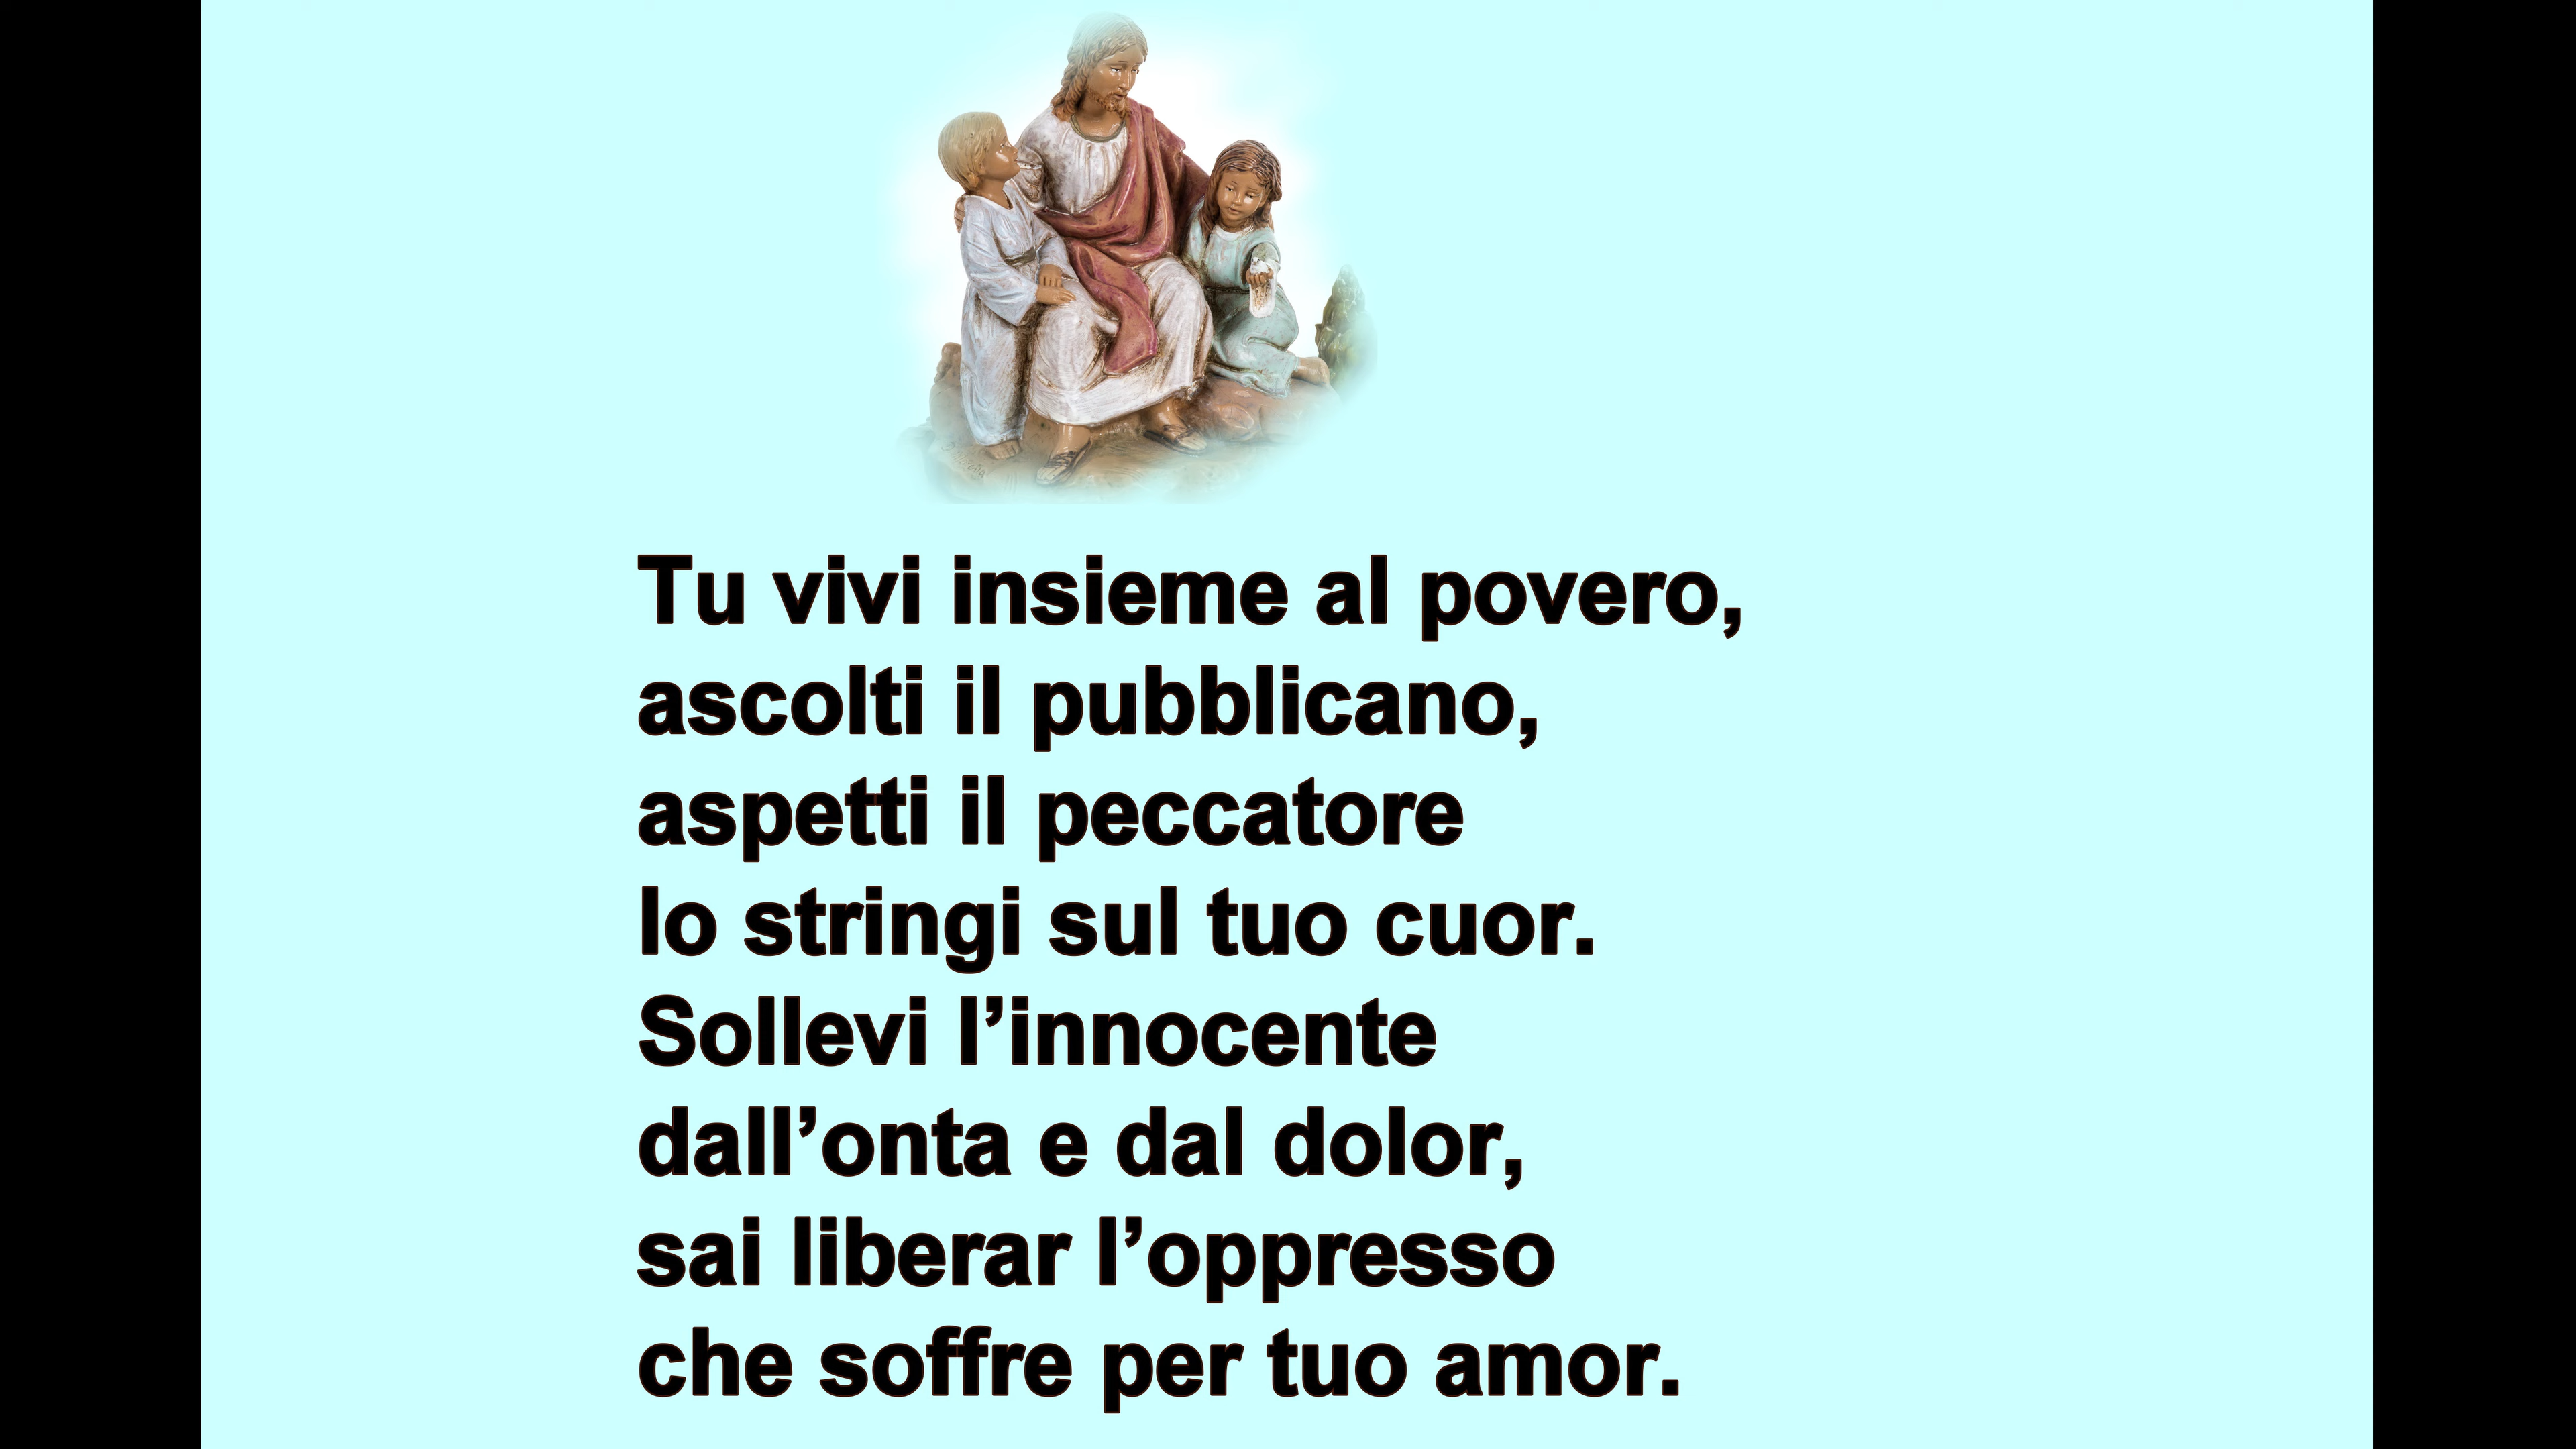 Tu vivi insieme al povero,
ascolti il pubblicano,
aspetti il peccatore
lo stringi sul tuo cuor.
Sollevi l’innocente
dall’onta e dal dolor,
sai liberar l’oppresso
che soffre per tuo amor.